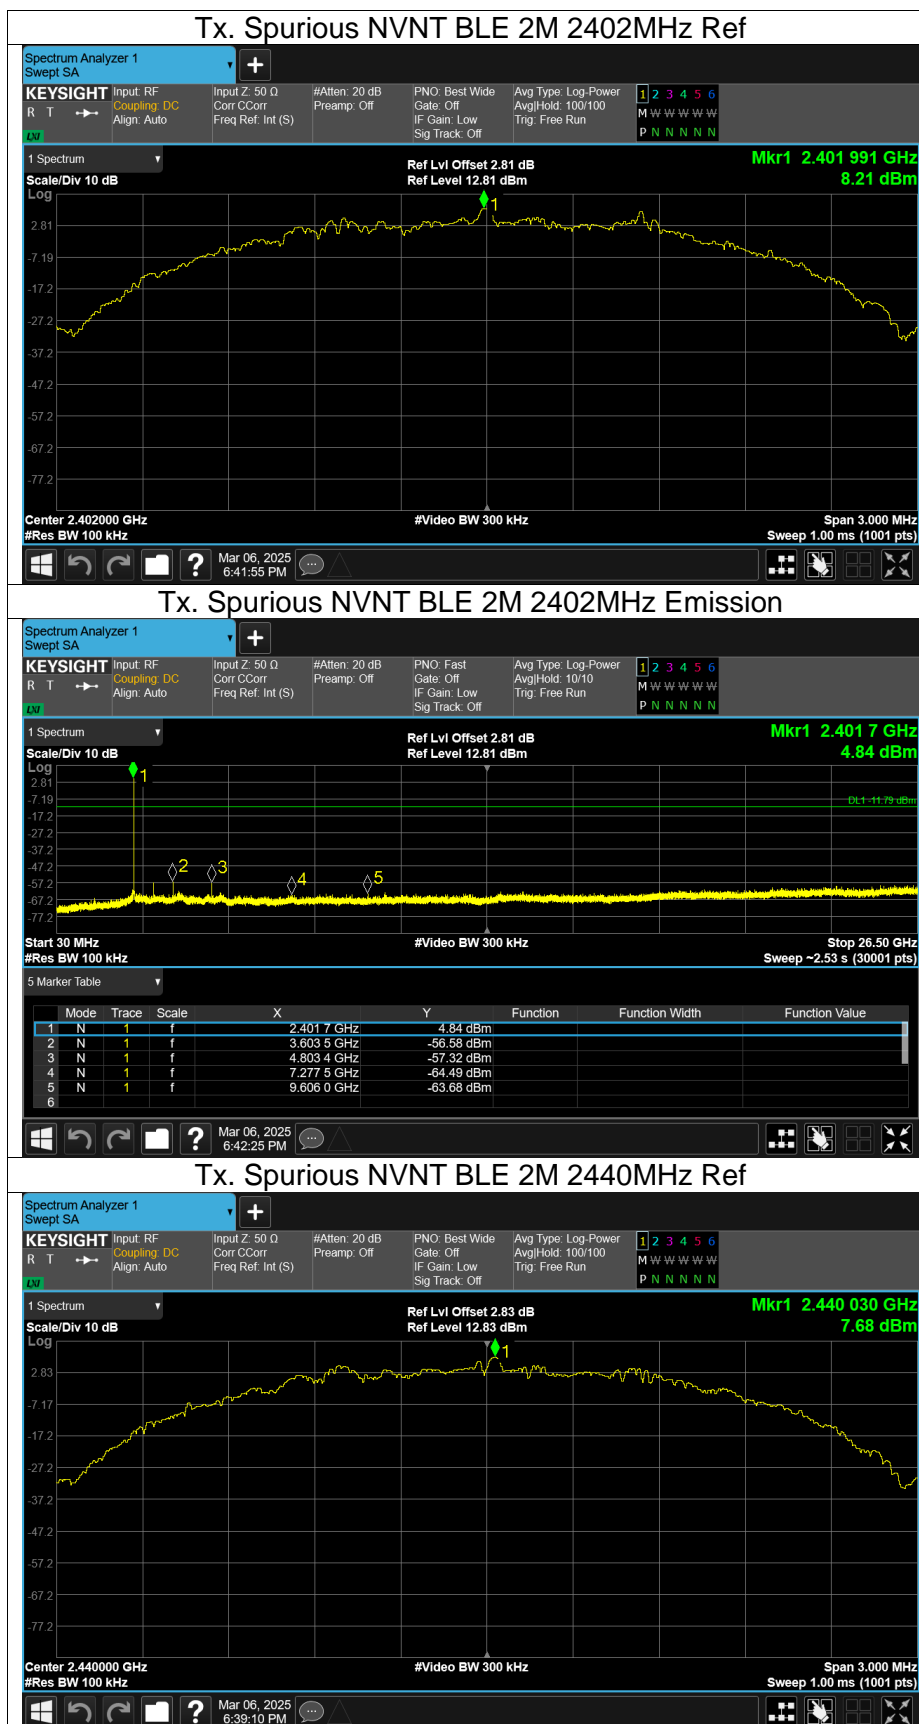 Tx. Spurious NVNT BLE 2M 2402MHz Ref
Spectrum Analyzer 1
Swept SA
KEYSIGHT
R T
LXI
Input: RF
Coupling: DC
Align: Auto
Input Z: 50 Ω
Corr CCorr
Freq Ref: Int (S)
#Atten: 20 dB
Preamp: Off
PNO: Best Wide
Gate: Off
IF Gain: Low
Sig Track: Off
Avg Type: Log-Power
Avg|Hold: 100/100
Trig: Free Run
1 2 3 4 5 6
M W W W W W
P N N N N N
1 Spectrum
Scale/Div 10 dB
Ref Lvl Offset 2.81 dB
Ref Level 12.81 dBm
Mkr1 2.401 991 GHz
8.21 dBm
Log
1
2.81
-7.19
-17.2
-27.2
-37.2
-47.2
-57.2
-67.2
-77.2
Center 2.402000 GHz
#Res BW 100 kHz
#Video BW 300 kHz
Span 3.000 MHz
Sweep 1.00 ms (1001 pts)
?
Mar 06, 2025
6:41:55 PM
Tx. Spurious NVNT BLE 2M 2402MHz Emission
Spectrum Analyzer 1
Swept SA
KEYSIGHT
R T
LXI
Input: RF
Coupling: DC
Align: Auto
Input Z: 50 Ω
Corr CCorr
Freq Ref: Int (S)
#Atten: 20 dB
Preamp: Off
PNO: Fast
Gate: Off
IF Gain: Low
Sig Track: Off
Avg Type: Log-Power
Avg|Hold: 10/10
Trig: Free Run
1 2 3 4 5 6
M W W W W W
P N N N N N
1 Spectrum
Scale/Div 10 dB
Ref Lvl Offset 2.81 dB
Ref Level 12.81 dBm
Mkr1 2.401 7 GHz
4.84 dBm
Log
1
2.81
-7.19
DL1 -11.79 dBm
-17.2
-27.2
-37.2
-47.2
2 3 4 5
-57.2
-67.2
-77.2
Start 30 MHz
#Res BW 100 kHz
#Video BW 300 kHz
Stop 26.50 GHz
Sweep ~2.53 s (30001 pts)
5 Marker Table
Mode Trace Scale X Y Function Function Width Function Value
1 N 1 f 2.401 7 GHz 4.84 dBm
2 N 1 f 3.603 5 GHz -56.58 dBm
3 N 1 f 4.803 4 GHz -57.32 dBm
4 N 1 f 7.277 5 GHz -64.49 dBm
5 N 1 f 9.606 0 GHz -63.68 dBm
6
?
Mar 06, 2025
6:42:25 PM
Tx. Spurious NVNT BLE 2M 2440MHz Ref
Spectrum Analyzer 1
Swept SA
KEYSIGHT
R T
LXI
Input: RF
Coupling: DC
Align: Auto
Input Z: 50 Ω
Corr CCorr
Freq Ref: Int (S)
#Atten: 20 dB
Preamp: Off
PNO: Best Wide
Gate: Off
IF Gain: Low
Sig Track: Off
Avg Type: Log-Power
Avg|Hold: 100/100
Trig: Free Run
1 2 3 4 5 6
M W W W W W
P N N N N N
1 Spectrum
Scale/Div 10 dB
Ref Lvl Offset 2.83 dB
Ref Level 12.83 dBm
Mkr1 2.440 030 GHz
7.68 dBm
Log
1
2.83
-7.17
-17.2
-27.2
-37.2
-47.2
-57.2
-67.2
-77.2
Center 2.440000 GHz
#Res BW 100 kHz
#Video BW 300 kHz
Span 3.000 MHz
Sweep 1.00 ms (1001 pts)
?
Mar 06, 2025
6:39:10 PM